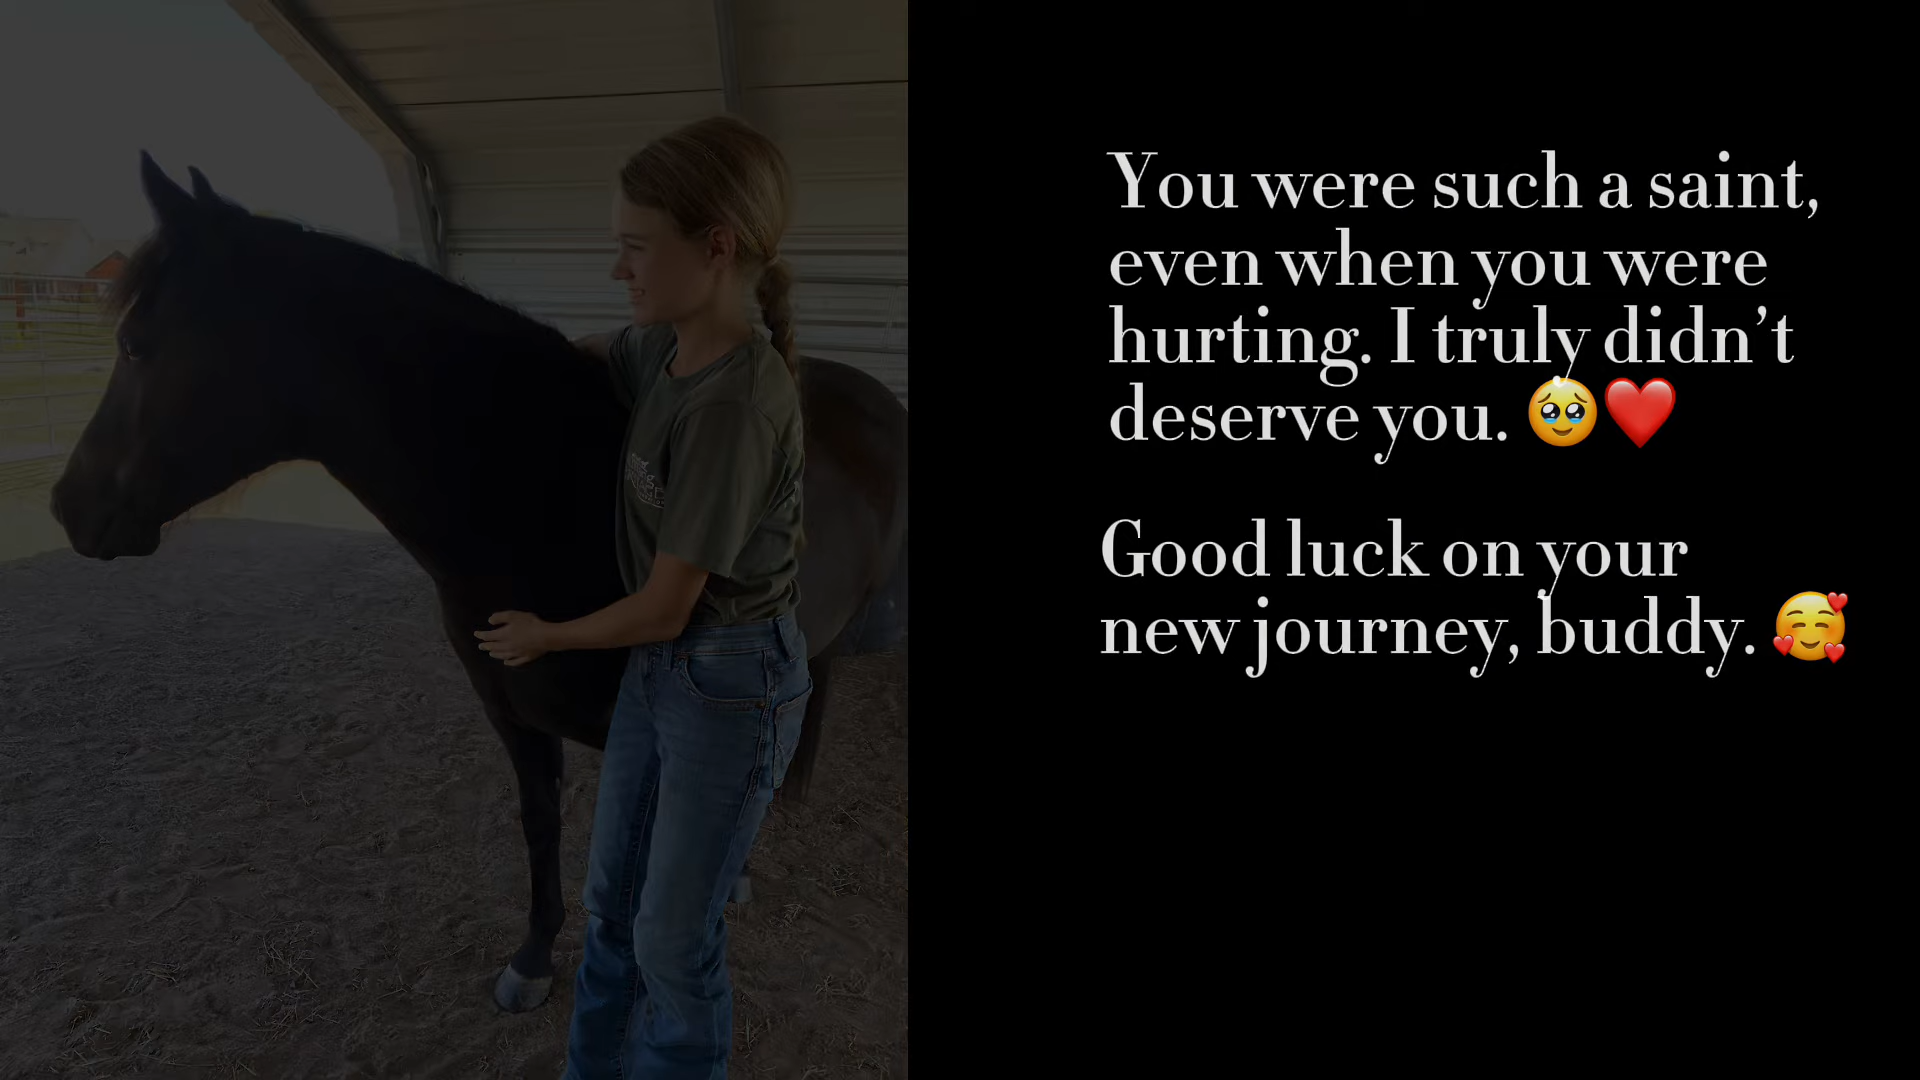 You were such a saint,
even when you were
hurting. I truly didn’t
deserve you. 🥹❤️
Good luck on your
new journey, buddy. 🥰